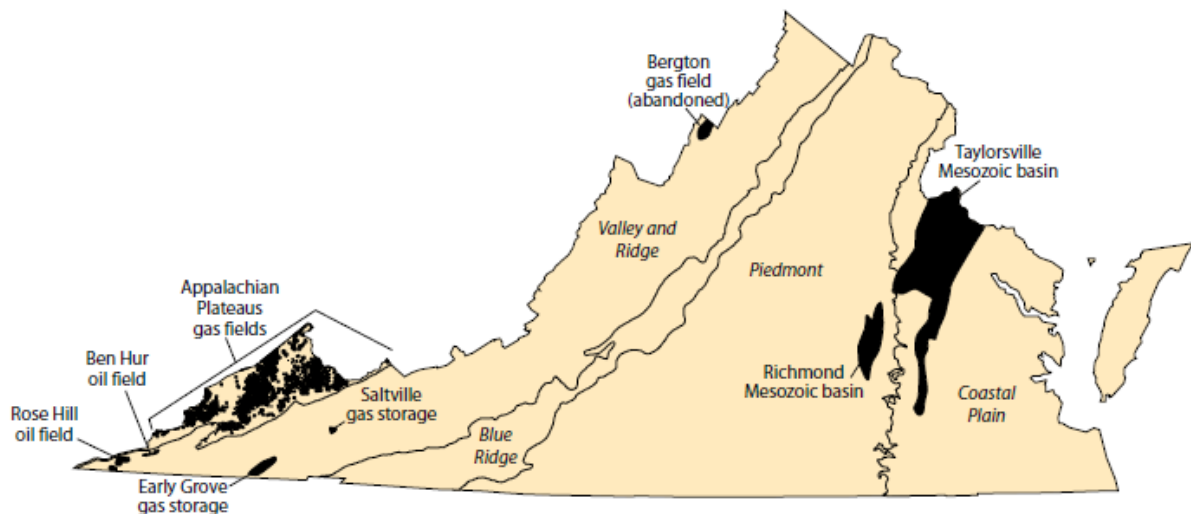 Bergton
gas field
(abandoned)
Taylorsville
Mesozoic basin
Valley and
Ridge
Piedmont
Appalachian
Plateaus
gas fields
Ben Hur
oil field
Rose Hill
oil field
Saltville
gas storage
Richmond
Mesozoic basin
Coastal
Plain
Blue
Ridge
Early Grove
gas storage